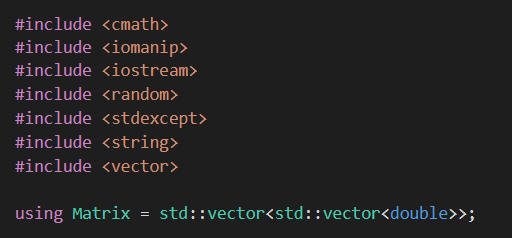 #include <cmath>
#include <iomanip>
#include <iostream>
#include <random>
#include <stdexcept>
#include <string>
#include <vector>
using Matrix = std::vector<std::vector<double>>;